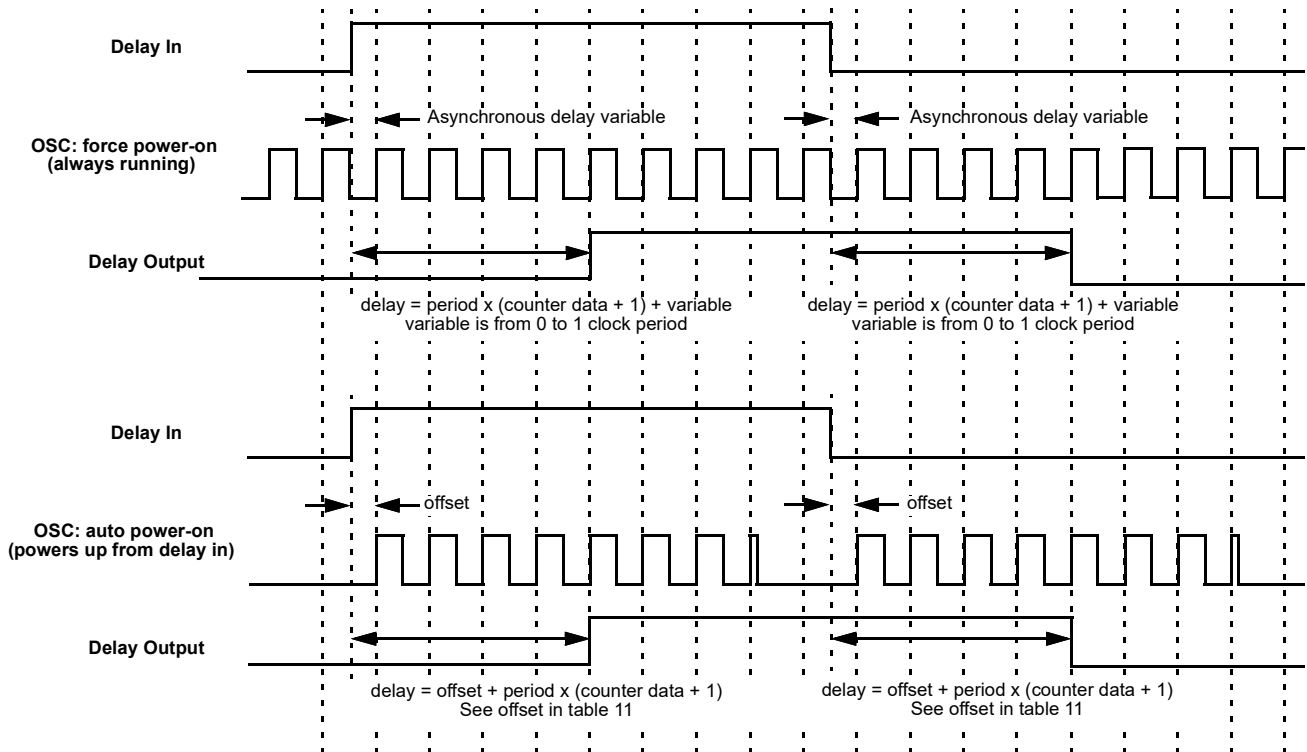 Delay In
Asynchronous delay variable
Asynchronous delay variable
OSC: force power-on
(always running)
Delay Output
delay = period x (counter data + 1) + variable
variable is from 0 to 1 clock period
delay = period x (counter data + 1) + variable
variable is from 0 to 1 clock period
Delay In
offset
offset
OSC: auto power-on
(powers up from delay in)
Delay Output
delay = offset + period x (counter data + 1)
See offset in table 11
delay = offset + period x (counter data + 1)
See offset in table 11